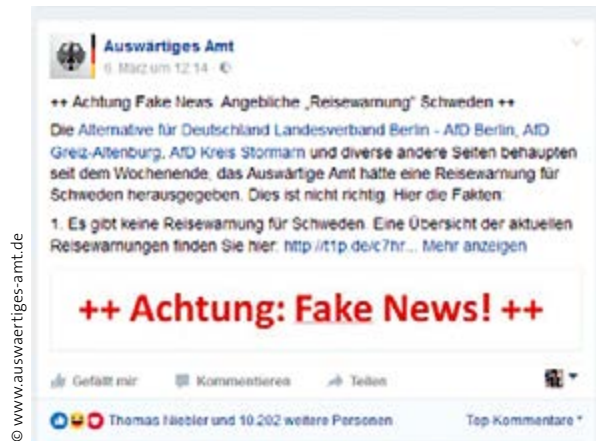 Auswärtiges Amt
6. März um 12:14 ·
++ Achtung Fake News. Angebliche „Reisewarnung“ Schweden ++
Die Alternative für Deutschland Landesverband Berlin - AfD Berlin, AfD
Greiz-Altenburg, AfD Kreis Stormarn und diverse andere Seiten behaupten
seit dem Wochenende, das Auswärtige Amt hätte eine Reisewarnung für
Schweden herausgegeben. Dies ist nicht richtig. Hier die Fakten:
1. Es gibt keine Reisewarnung für Schweden. Eine Übersicht der aktuellen
Reisewarnungen finden Sie hier: http://t1p.de/c7hr... Mehr anzeigen
++ Achtung: Fake News! ++
Gefällt mir Kommentieren Teilen
Thomas Niebler und 10.202 weitere Personen Top-Kommentare
© www.auswaertiges-amt.de